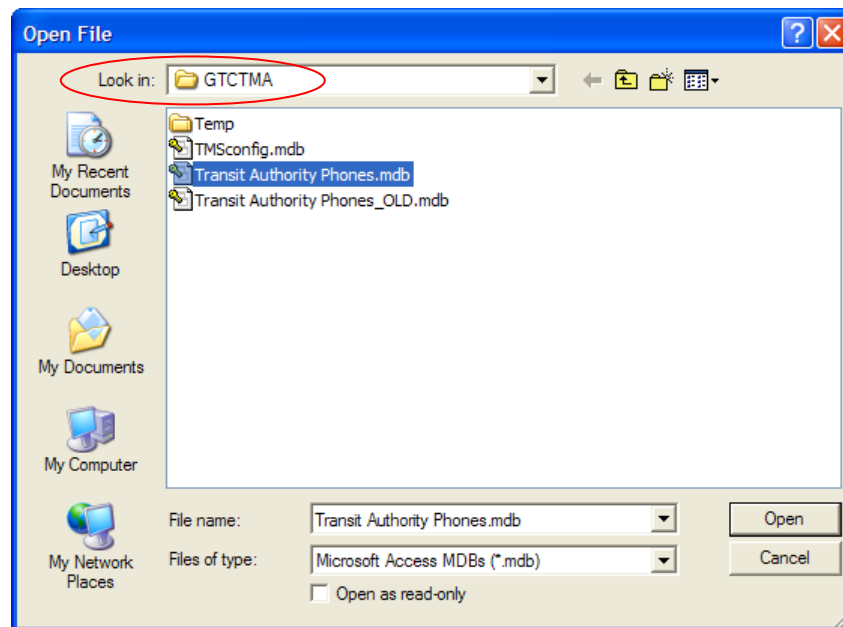 Open File
Look in: GTCTMA
My Recent
Documents
Desktop
My Documents
My Computer
My Network
Places
Temp
TMSconfig.mdb
Transit Authority Phones.mdb
Transit Authority Phones_OLD.mdb
File name: Transit Authority Phones.mdb Open
Files of type: Microsoft Access MDBs (*.mdb) Cancel
Open as read-only